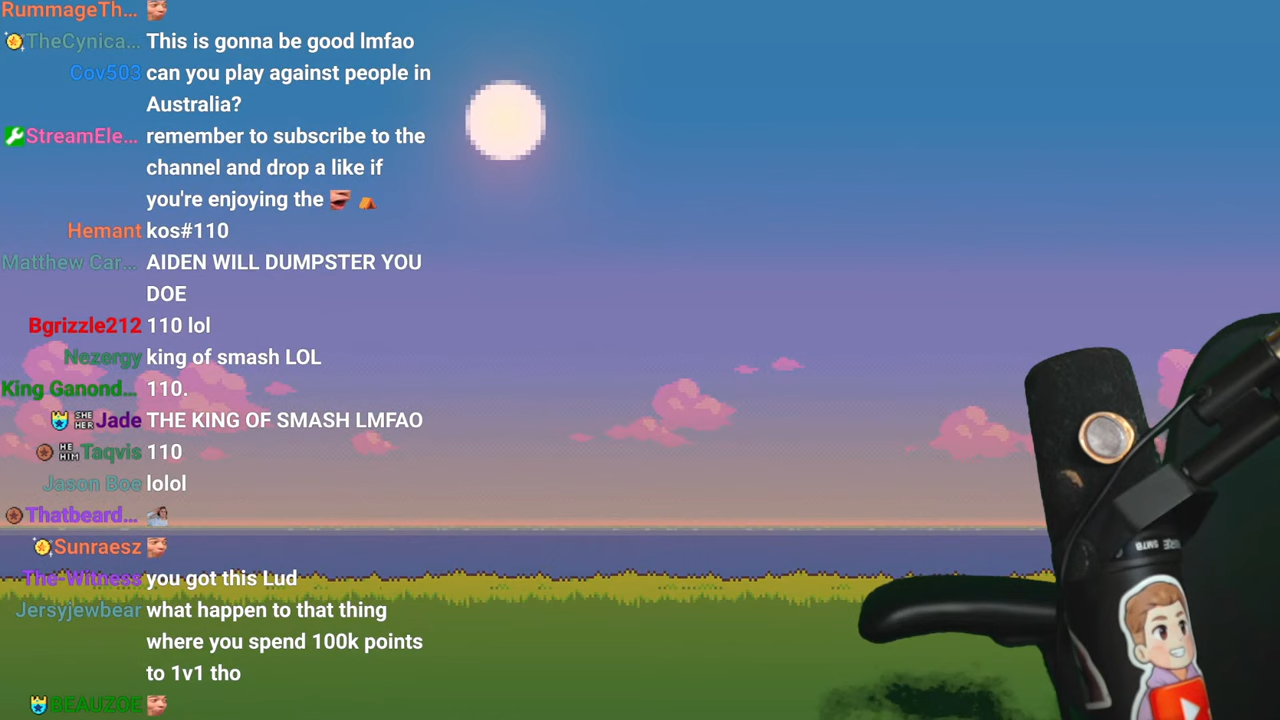 RummageTh...
TheCynica... This is gonna be good lmfao
Cov503 can you play against people in
Australia?
StreamEle... remember to subscribe to the
channel and drop a like if
you're enjoying the
Hemant kos#110
Matthew Car... AIDEN WILL DUMPSTER YOU
DOE
Bgrizzle212 110 lol
Nezergy king of smash LOL
King Ganond... 110.
SHE HER Jade THE KING OF SMASH LMFAO
HE HIM Taqvis 110
Jason Boe lolol
Thatbeard...
Sunraesz
The-Witness you got this Lud
Jersyjewbear what happen to that thing
where you spend 100k points
to 1v1 tho
BEAUZOE